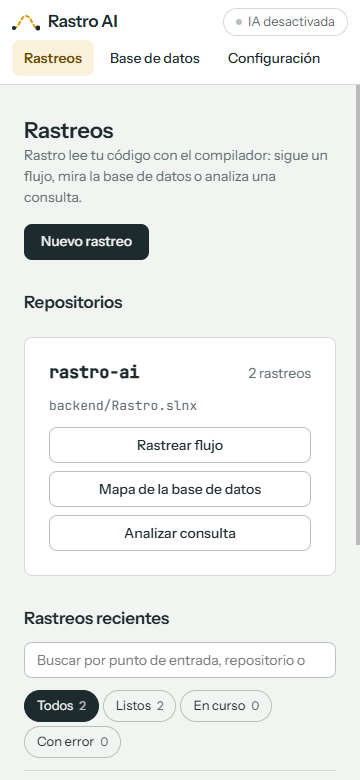 Rastro AI
IA desactivada
Rastreos
Base de datos
Configuración
Rastreos
Rastro lee tu código con el compilador: sigue un
flujo, mira la base de datos o analiza una
consulta.
Nuevo rastreo
Repositorios
rastro-ai
2 rastreos
backend/Rastro.slnx
Rastrear flujo
Mapa de la base de datos
Analizar consulta
Rastreos recientes
Buscar por punto de entrada, repositorio o
Todos 2
Listos 2
En curso 0
Con error 0